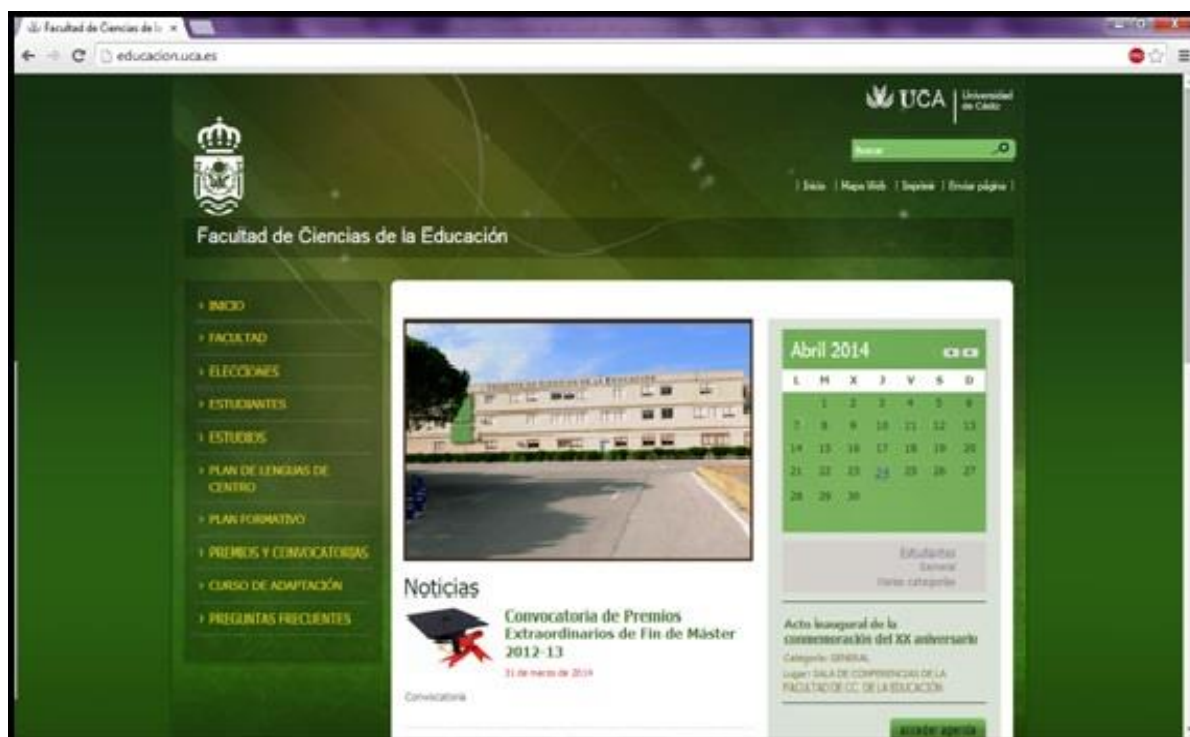 Facultad de Ciencias de la
educacion.uca.es
UCA
Universidad
de Cádiz
Buscar
| Inicio | Mapa Web | Imprimir | Enviar página |
Facultad de Ciencias de la Educación
INICIO
FACULTAD
ELECCIONES
ESTUDIANTES
ESTUDIOS
PLAN DE LENGUAS DE
CENTRO
PLAN FORMATIVO
PREMIOS Y CONVOCATORIAS
CURSO DE ADAPTACIÓN
PREGUNTAS FRECUENTES
Noticias
Convocatoria de Premios
Extraordinarios de Fin de Máster
2012-13
31 de marzo de 2014
Convocatoria
Abril 2014
L M X J V S D
1 2 3 4 5 6
7 8 9 10 11 12 13
14 15 16 17 18 19 20
21 22 23 24 25 26 27
28 29 30
Estudiantes
General
Varias categorías
Acto inaugural de la
conmemoración del XX aniversario
Categoría: GENERAL
Lugar: SALA DE CONFERENCIAS DE LA
FACULTAD DE CC. DE LA EDUCACIÓN
acceder agenda